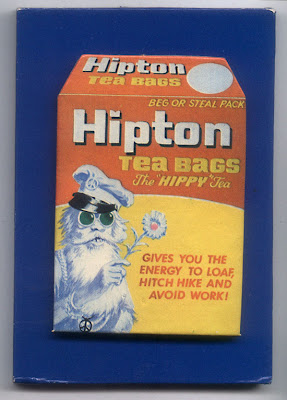 Hipton
TEA BAGS
BEG OR STEAL PACK
Hipton
TEA BAGS
The "HIPPY" Tea
GIVES YOU THE
ENERGY TO LOAF,
HITCH HIKE AND
AVOID WORK!